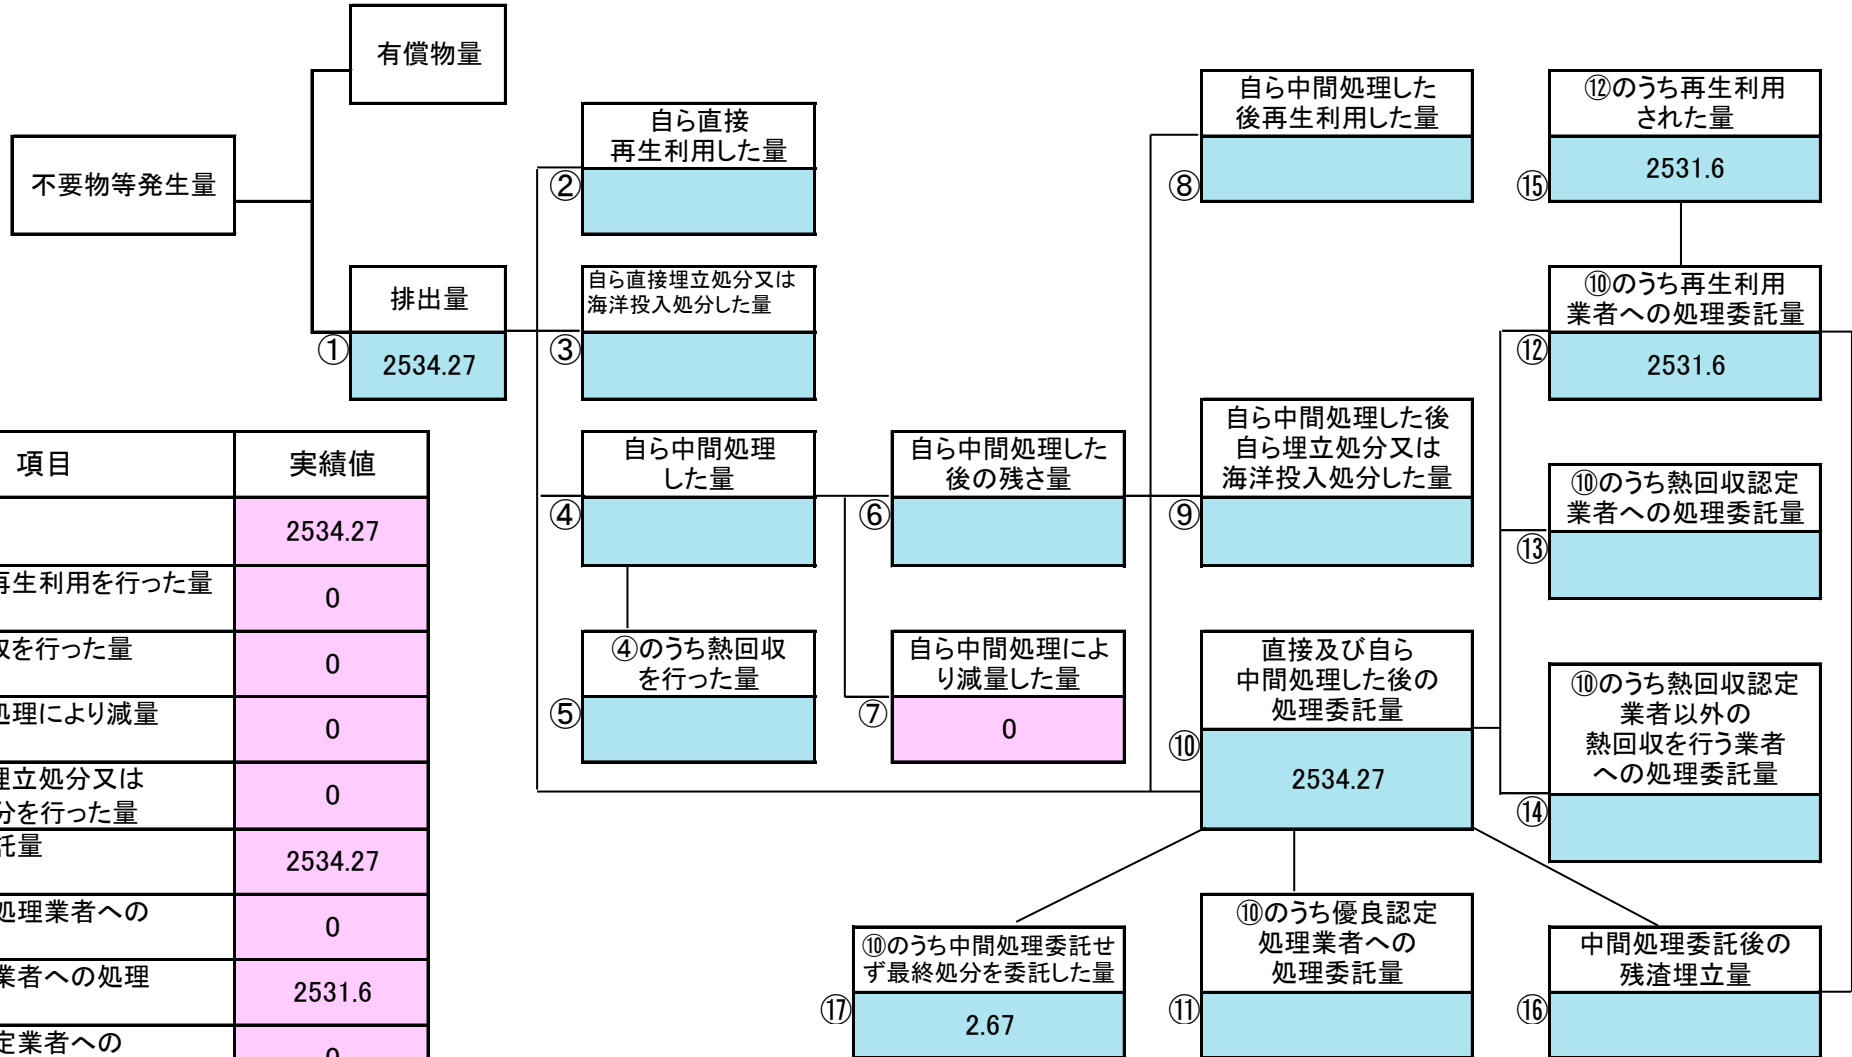 有償物量
不要物等発生量
排出量
①
2534.27
自ら直接
再生利用した量
②
自ら直接埋立処分又は
海洋投入処分した量
③
自ら中間処理
した量
④
④のうち熱回収
を行った量
⑤
自ら中間処理した
後の残さ量
⑥
自ら中間処理によ
り減量した量
⑦
0
自ら中間処理した
後再生利用した量
⑧
自ら中間処理した後
自ら埋立処分又は
海洋投入処分した量
⑨
直接及び自ら
中間処理した後の
処理委託量
⑩
2534.27
⑫のうち再生利用
された量
⑮
2531.6
⑩のうち再生利用
業者への処理委託量
⑫
2531.6
⑩のうち熱回収認定
業者への処理委託量
⑬
⑩のうち熱回収認定
業者以外の
熱回収を行う業者
への処理委託量
⑭
⑩のうち中間処理委託せ
ず最終処分を委託した量
⑰
2.67
⑩のうち優良認定
処理業者への
処理委託量
⑪
中間処理委託後の
残渣埋立量
⑯
項目
実績値
2534.27
再生利用を行った量
0
を行った量
0
処理により減量
0
埋立処分又は
分を行った量
0
託量
2534.27
処理業者への
0
業者への処理
2531.6
定業者への